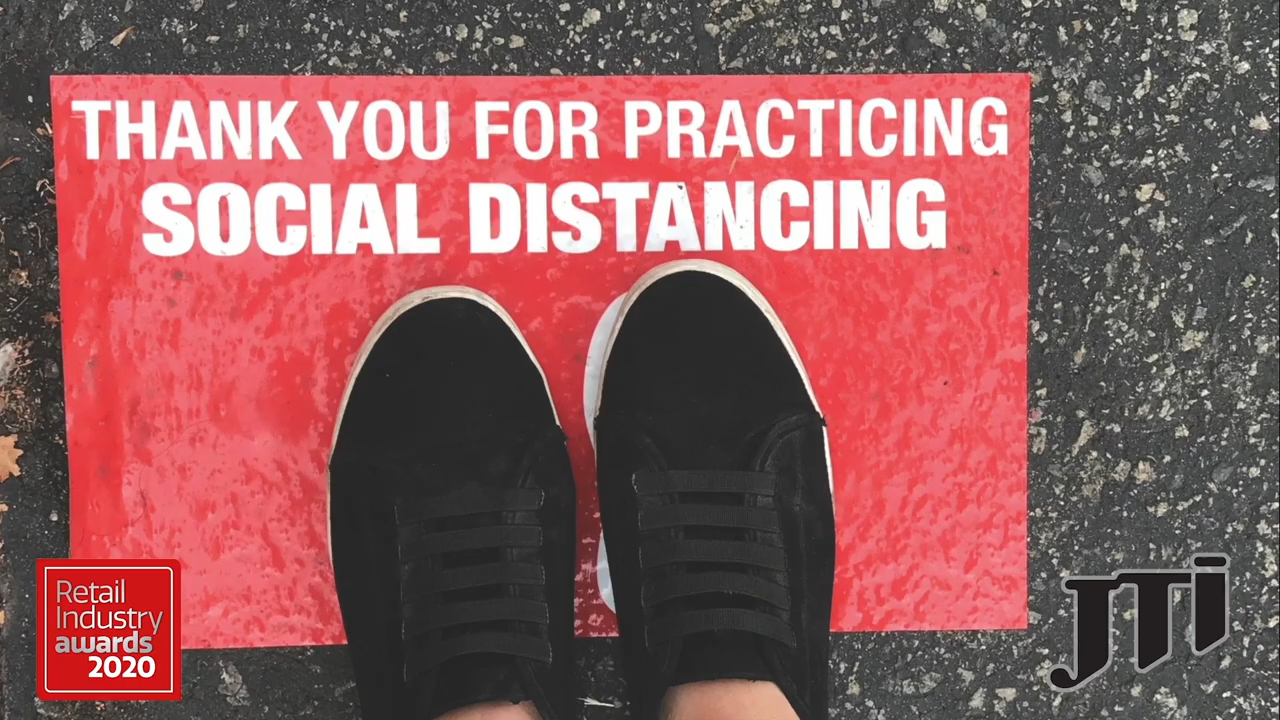 THANK YOU FOR PRACTICING
SOCIAL DISTANCING
Retail
Industry
awards
2020
JTi